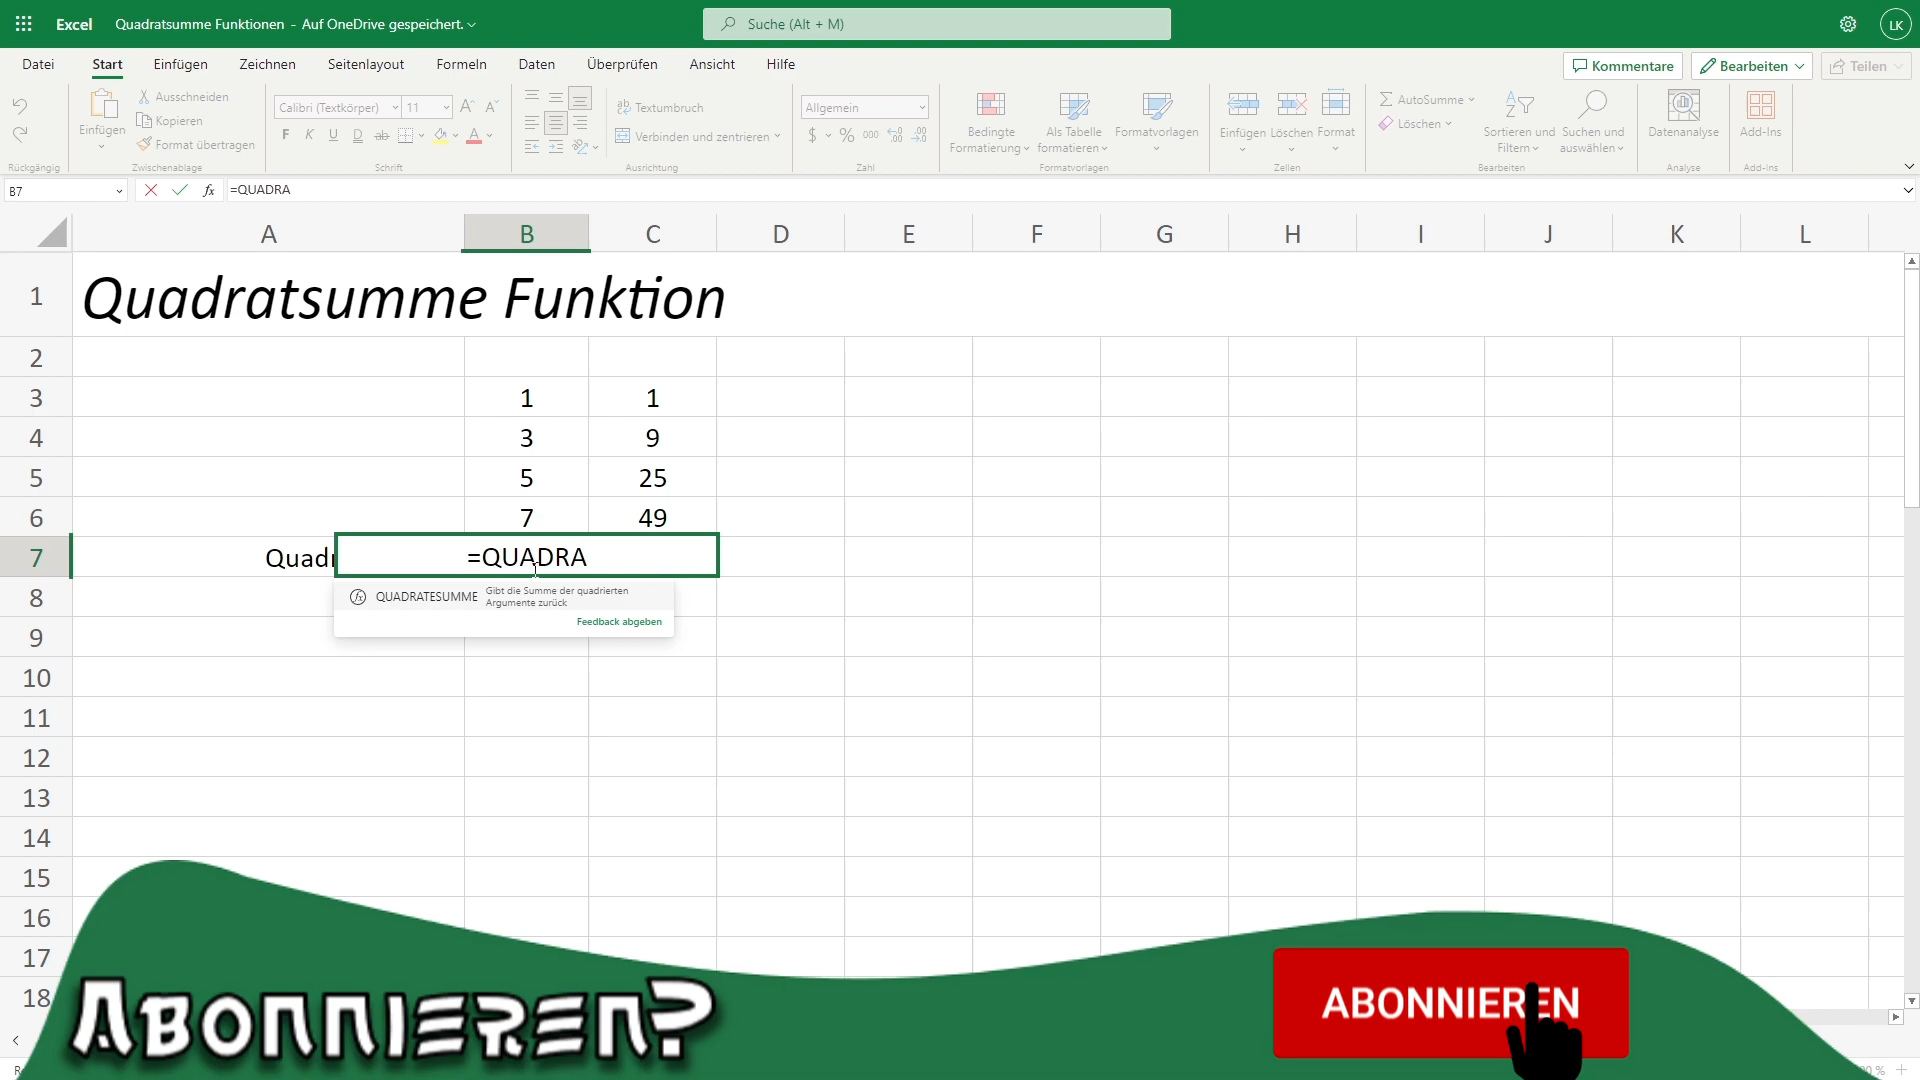 Excel Quadratsumme Funktionen - Auf OneDrive gespeichert. Suche (Alt + M) LK
Datei Start Einfügen Zeichnen Seitenlayout Formeln Daten Überprüfen Ansicht Hilfe Kommentare Bearbeiten Teilen
Einfügen
Ausschneiden
Kopieren
Format übertragen
Calibri (Textkörper) 11
F K U D ab A
Textumbruch
Verbinden und zentrieren
Allgemein
$ % 000
Bedingte Formatierung
Als Tabelle formatieren
Formatvorlagen
Einfügen Löschen Format
AutoSumme
Löschen
Sortieren und Filtern
Suchen und auswählen
Datenanalyse
Add-Ins
Rückgängig Zwischenablage Schrift Ausrichtung Zahl Formatvorlagen Zellen Bearbeiten Analyse Add-Ins
B7 fx =QUADRA
A B C D E F G H I J K L
1 Quadratsumme Funktion
2
3 1 1
4 3 9
5 5 25
6 7 49
7 Quadr =QUADRA
8 QUADRATESUMME Gibt die Summe der quadrierten
Argumente zurück
Feedback abgeben
9
10
11
12
13
14
15
16
17
18
Abonnieren?
ABONNIEREN